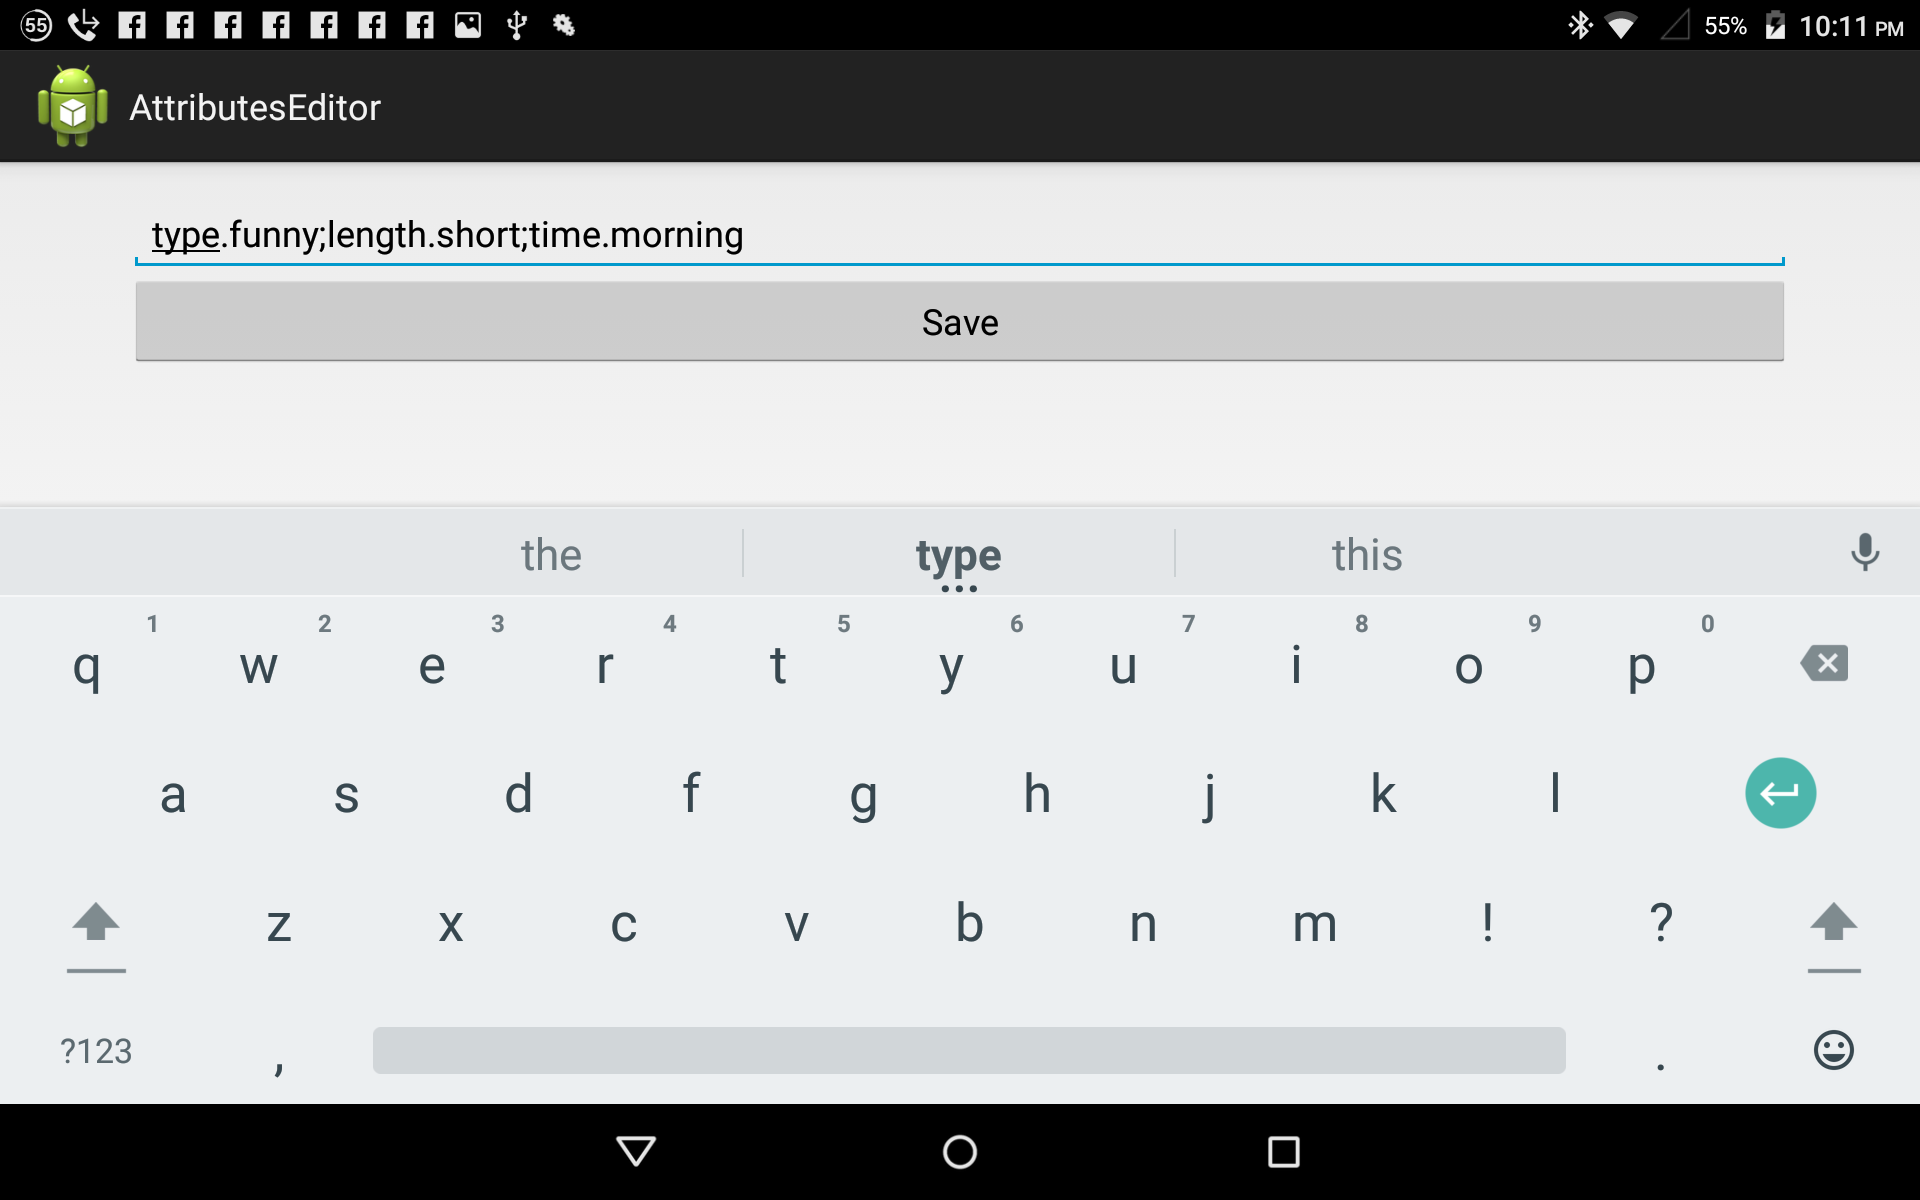 55 55% 10:11 PM
AttributesEditor
type.funny;length.short;time.morning
Save
the type this
1 2 3 4 5 6 7 8 9 0
q w e r t y u i o p
a s d f g h j k l
z x c v b n m ! ?
?123 , .